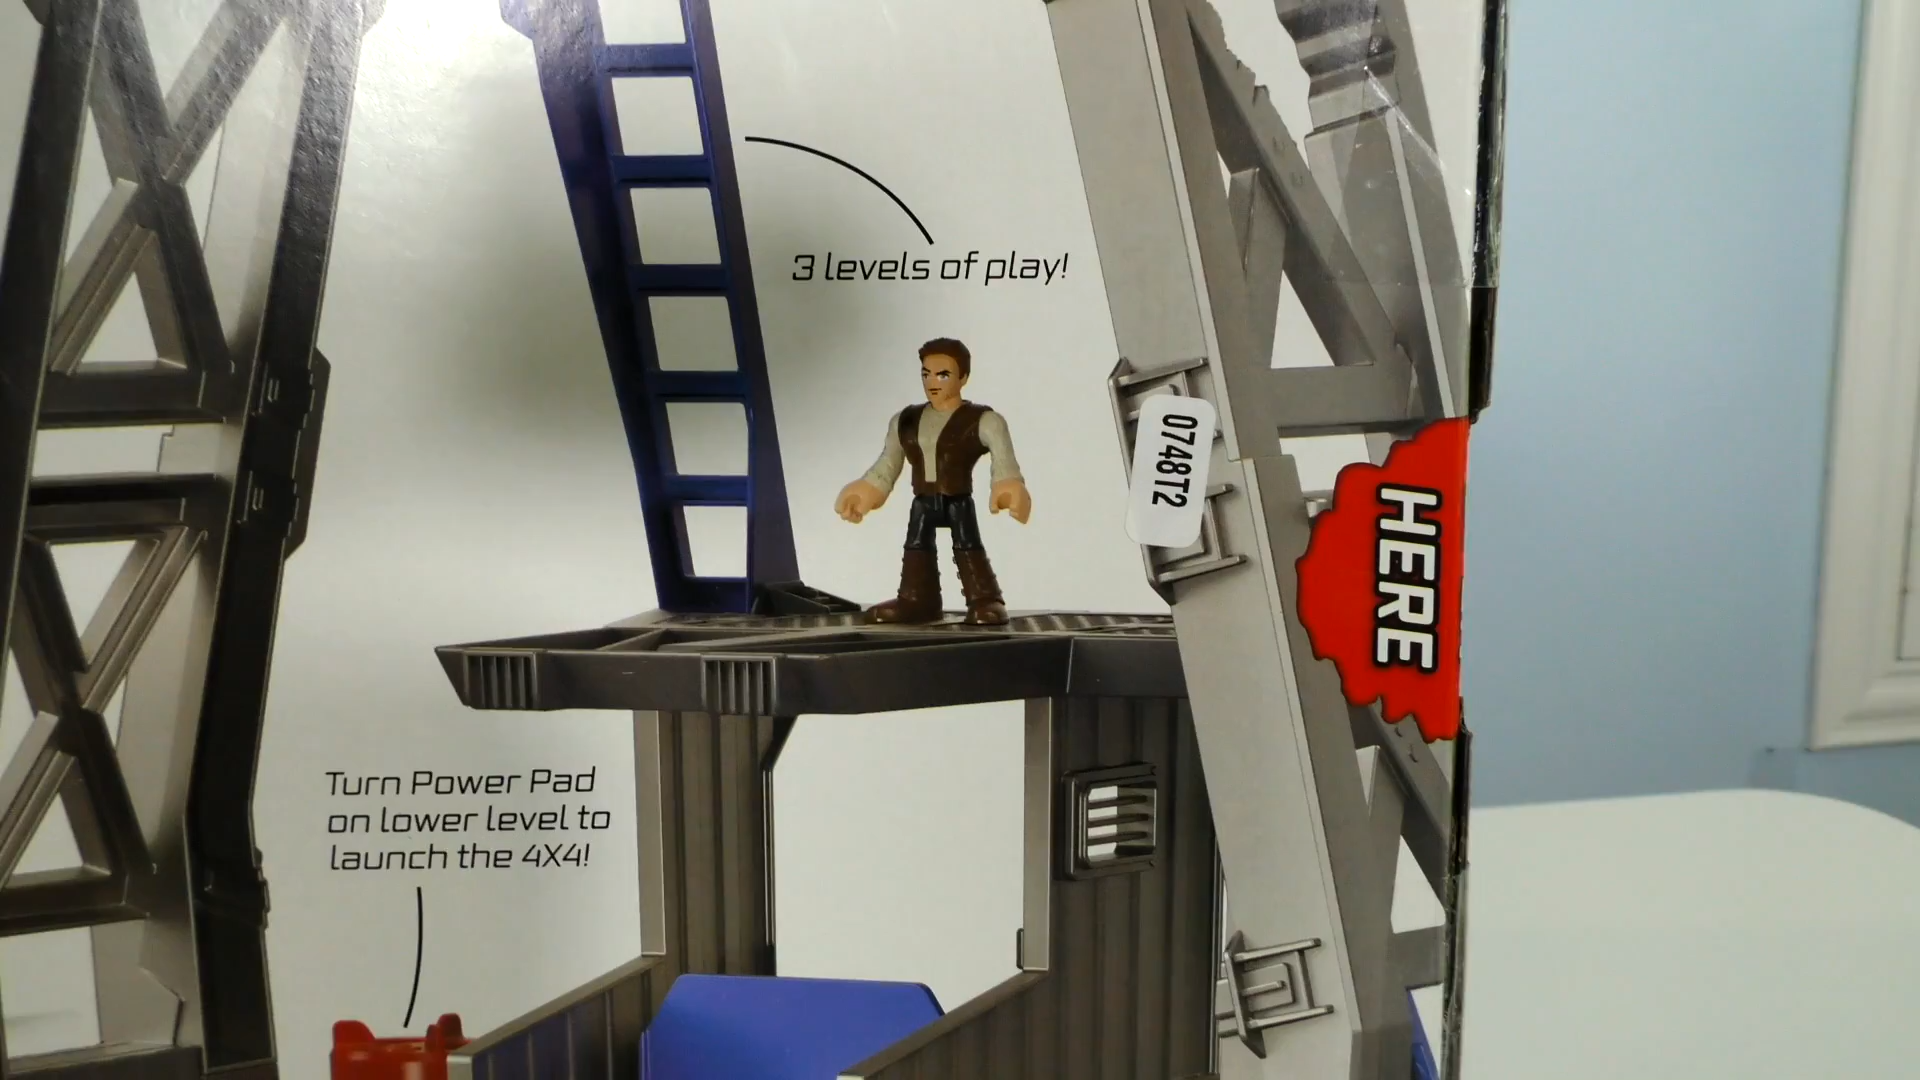 3 levels of play!
0748T2
HERE
Turn Power Pad
on lower level to
launch the 4X4!